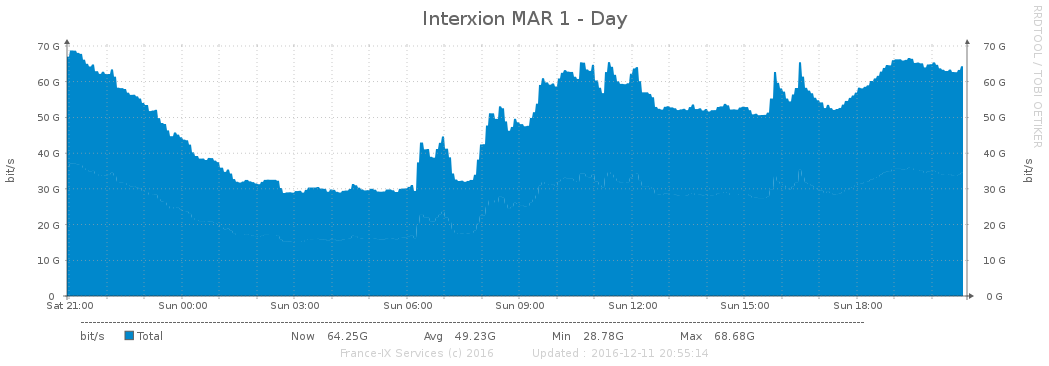 Interxion MAR 1 - Day
RRDTOOL / TOBI OETIKER
bit/s
bit/s
70 G 70 G
60 G 60 G
50 G 50 G
40 G 40 G
30 G 30 G
20 G 20 G
10 G 10 G
0 0 G
Sat 21:00 Sun 00:00 Sun 03:00 Sun 06:00 Sun 09:00 Sun 12:00 Sun 15:00 Sun 18:00
bit/s Total Now 64.25G Avg 49.23G Min 28.78G Max 68.68G
France-IX Services (c) 2016 Updated : 2016-12-11 20:55:14